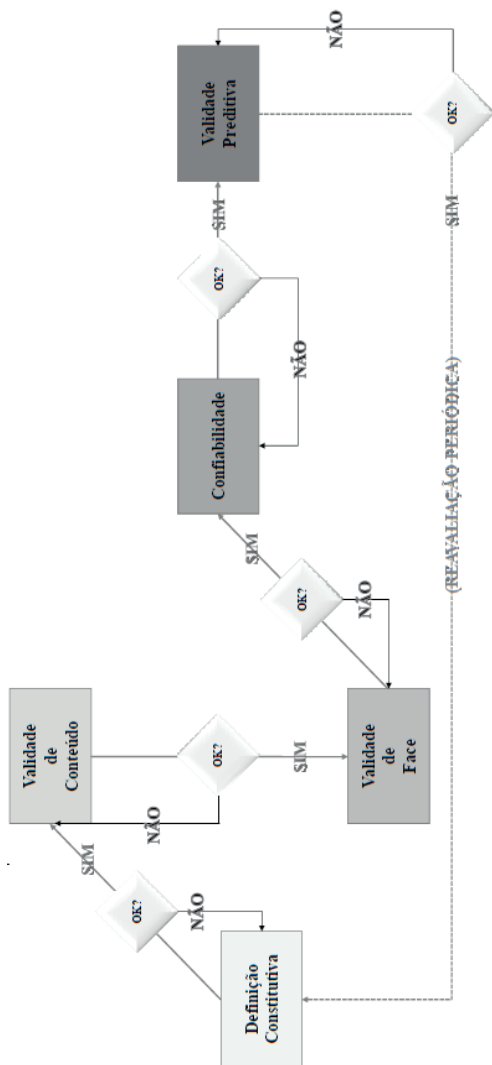 Definição
Constitutiva
OK?
NÃO
SIM
Validade
de
Conteúdo
OK?
NÃO
SIM
Validade
de
Face
OK?
NÃO
SIM
Confiabilidade
OK?
NÃO
SIM
Validade
Preditiva
OK?
NÃO
SIM
(REAVALIAÇÃO PERIÓDICA)